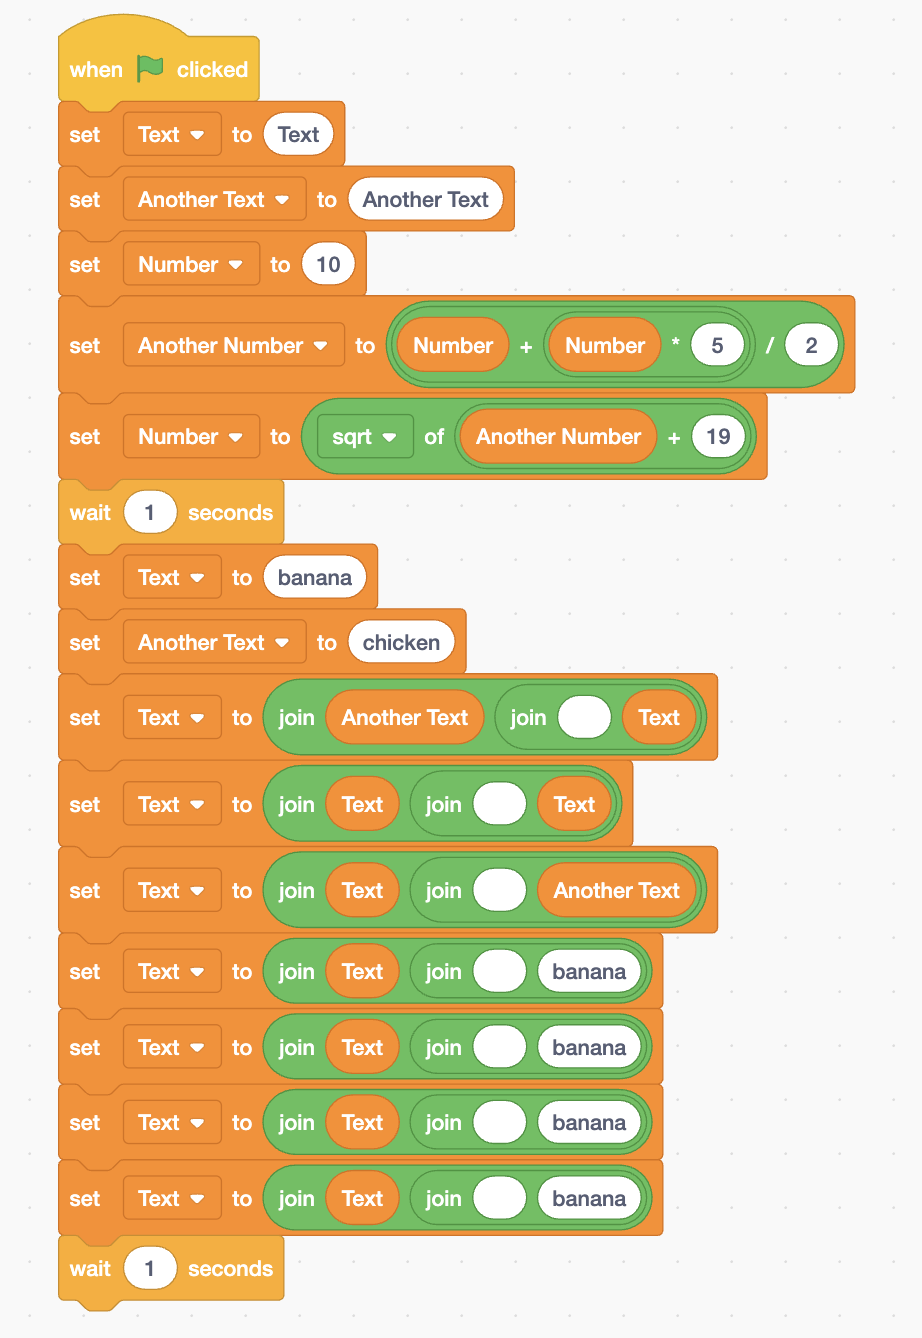 when clicked
set Text to Text
set Another Text to Another Text
set Number to 10
set Another Number to Number + Number * 5 / 2
set Number to sqrt of Another Number + 19
wait 1 seconds
set Text to banana
set Another Text to chicken
set Text to join Another Text join Text
set Text to join Text join Text
set Text to join Text join Another Text
set Text to join Text join banana
set Text to join Text join banana
set Text to join Text join banana
set Text to join Text join banana
wait 1 seconds